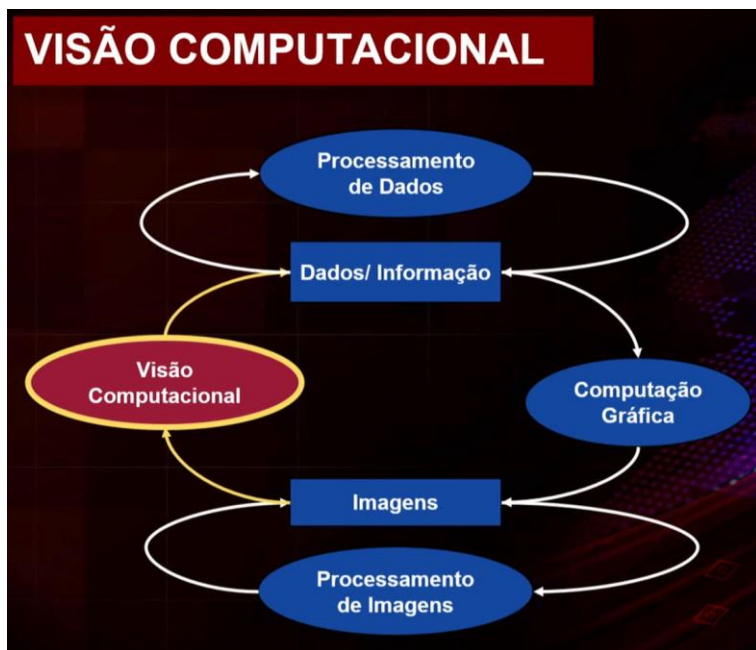 VISÃO COMPUTACIONAL
Processamento
de Dados
Dados/ Informação
Visão
Computacional
Computação
Gráfica
Imagens
Processamento
de Imagens